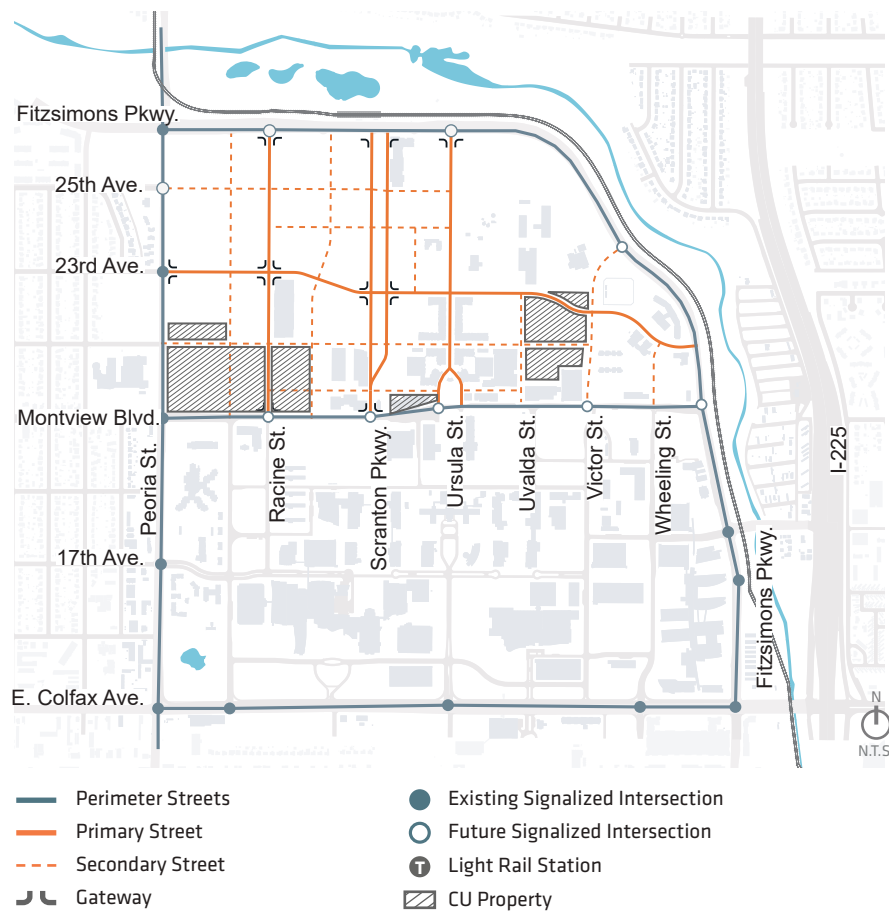 Fitzsimons Pkwy.
25th Ave.
23rd Ave.
Montview Blvd.
Peoria St.
Racine St.
Scranton Pkwy.
Ursula St.
Uvalda St.
Victor St.
Wheeling St.
I-225
17th Ave.
Fitzsimons Pkwy.
E. Colfax Ave.
N
N.T.S
Perimeter Streets
Primary Street
Secondary Street
Gateway
Existing Signalized Intersection
Future Signalized Intersection
T Light Rail Station
CU Property